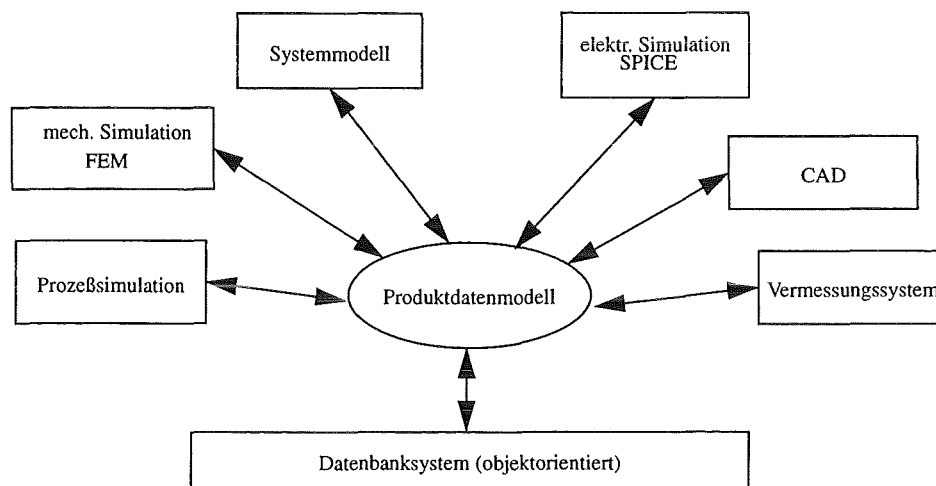 Systemmodell
elektr. Simulation
SPICE
mech. Simulation
FEM
CAD
Prozeßsimulation
Produktdatenmodell
Vermessungssystem
Datenbanksystem (objektorientiert)